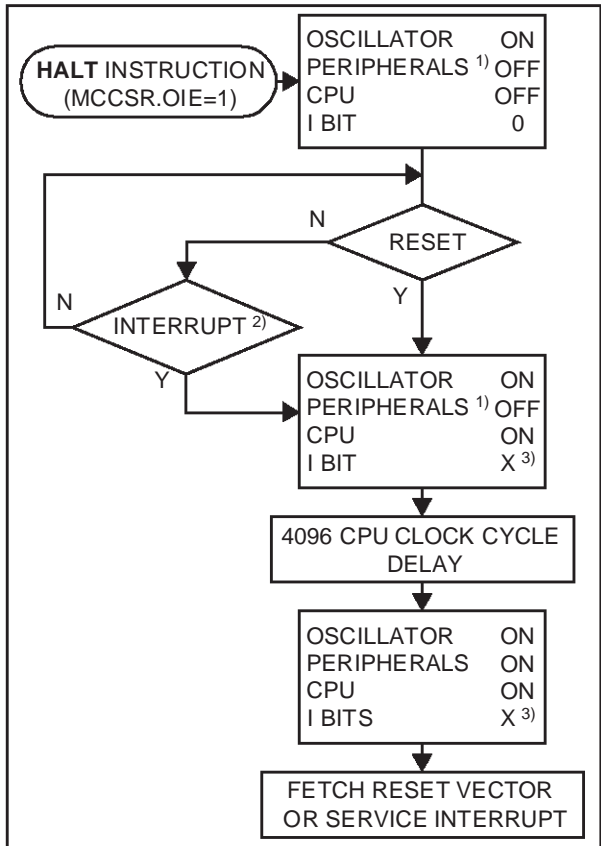 HALT INSTRUCTION
(MCCSR.OIE=1)
OSCILLATOR ON
PERIPHERALS 1) OFF
CPU OFF
I BIT 0
RESET
N
Y
INTERRUPT 2)
N
Y
OSCILLATOR ON
PERIPHERALS 1) OFF
CPU ON
I BIT X 3)
4096 CPU CLOCK CYCLE
DELAY
OSCILLATOR ON
PERIPHERALS ON
CPU ON
I BITS X 3)
FETCH RESET VECTOR
OR SERVICE INTERRUPT